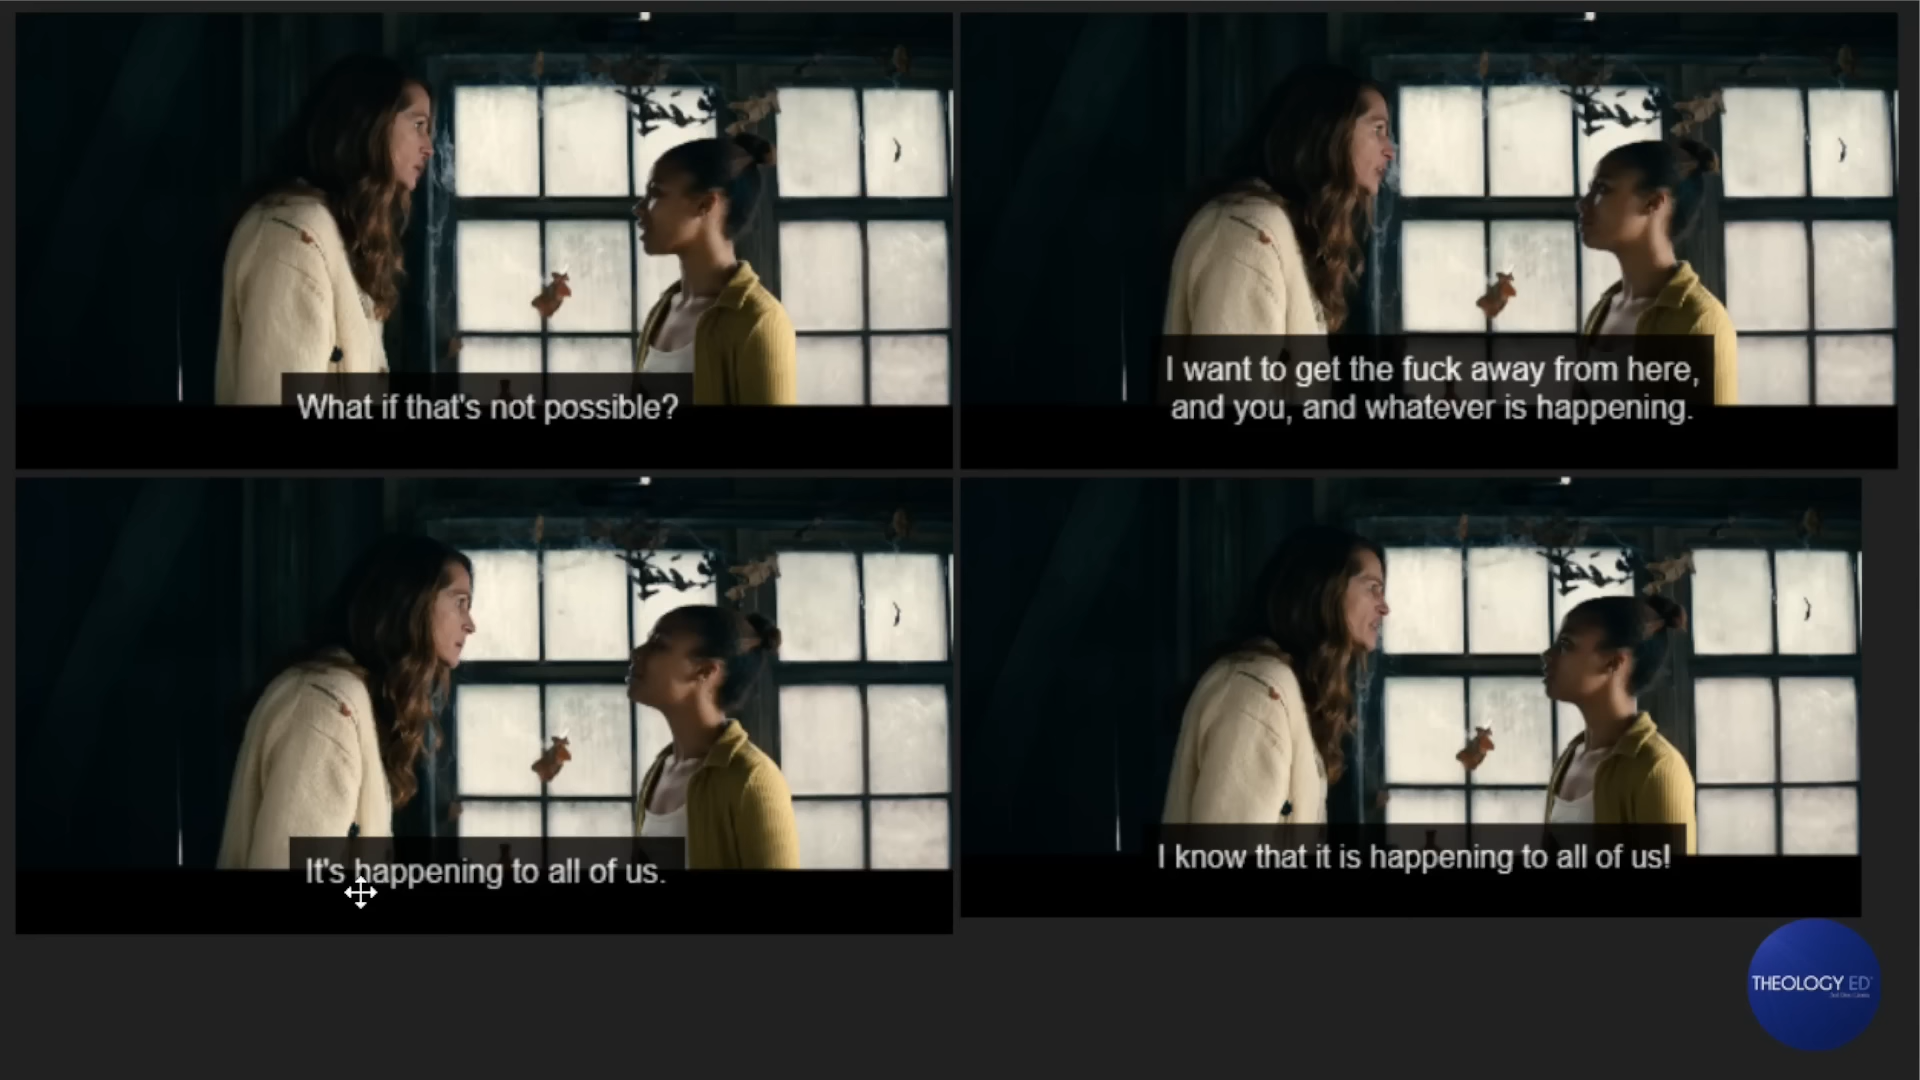 What if that's not possible?
I want to get the fuck away from here,
and you, and whatever is happening.
It's happening to all of us.
I know that it is happening to all of us!
THEOLOGY ED